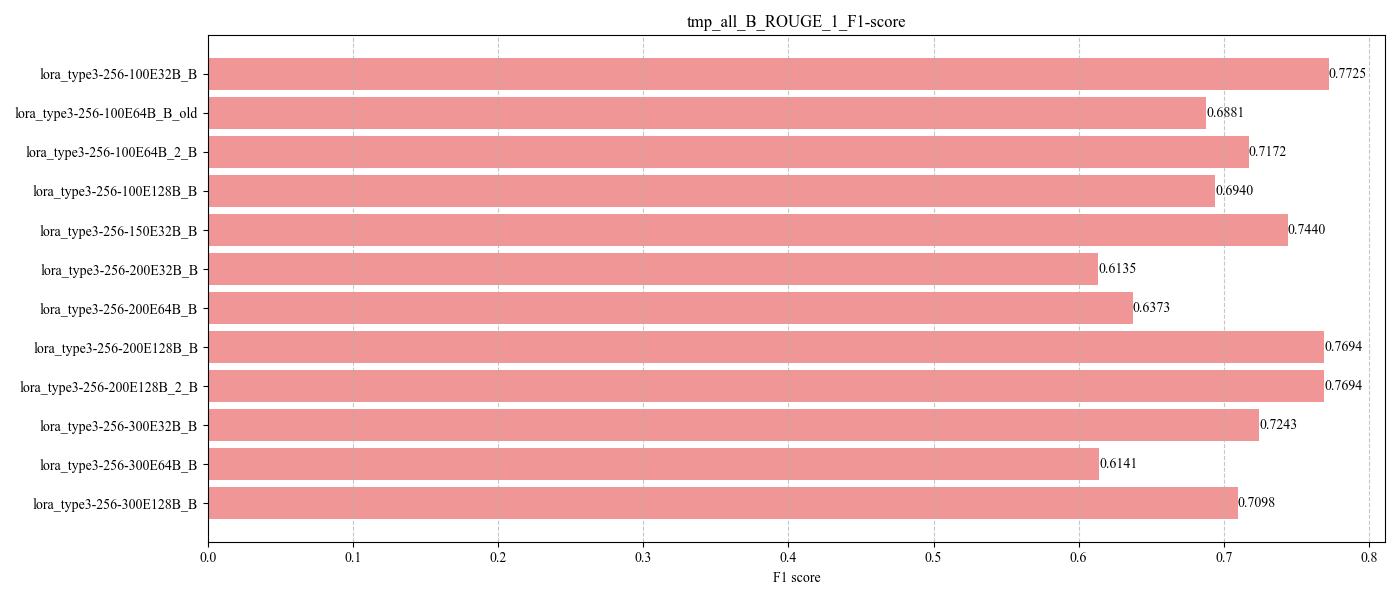 tmp_all_B_ROUGE_1_F1-score
lora_type3-256-100E32B_B 0.7725
lora_type3-256-100E64B_B_old 0.6881
lora_type3-256-100E64B_2_B 0.7172
lora_type3-256-100E128B_B 0.6940
lora_type3-256-150E32B_B 0.7440
lora_type3-256-200E32B_B 0.6135
lora_type3-256-200E64B_B 0.6373
lora_type3-256-200E128B_B 0.7694
lora_type3-256-200E128B_2_B 0.7694
lora_type3-256-300E32B_B 0.7243
lora_type3-256-300E64B_B 0.6141
lora_type3-256-300E128B_B 0.7098
0.0 0.1 0.2 0.3 0.4 0.5 0.6 0.7 0.8
F1 score